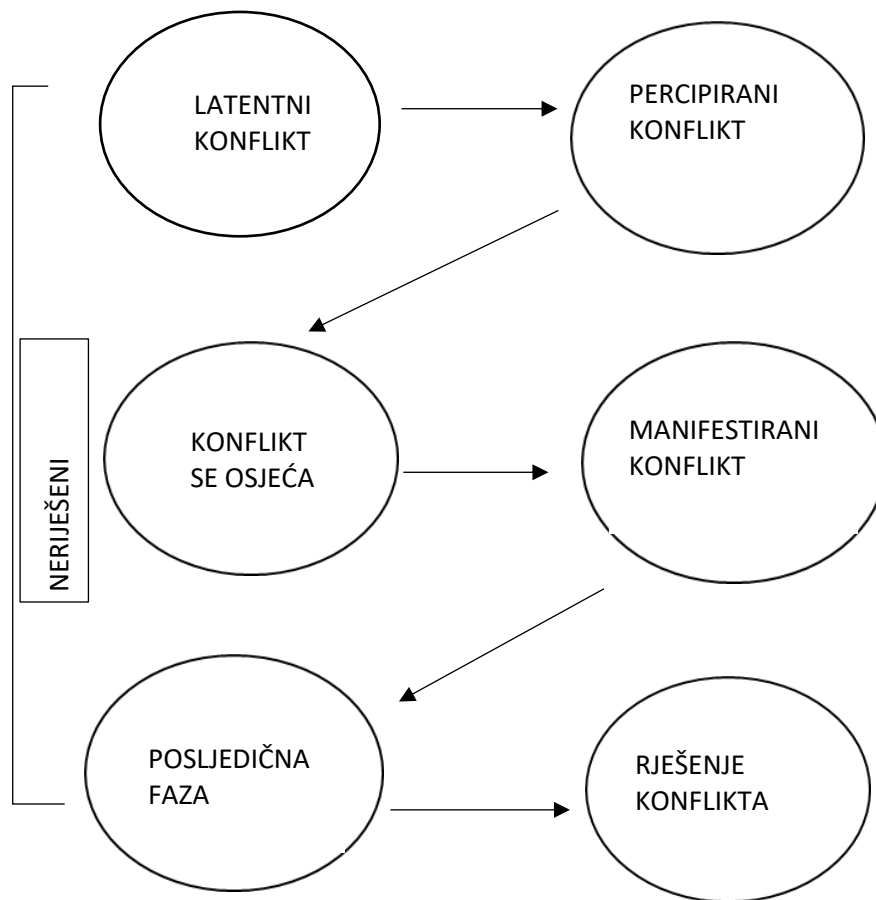 LATENTNI
KONFLIKT
PERCIPIRANI
KONFLIKT
NERIJEŠENI
KONFLIKT
SE OSJEĆA
MANIFESTIRANI
KONFLIKT
POSLJEDIČNA
FAZA
RJEŠENJE
KONFLIKTA